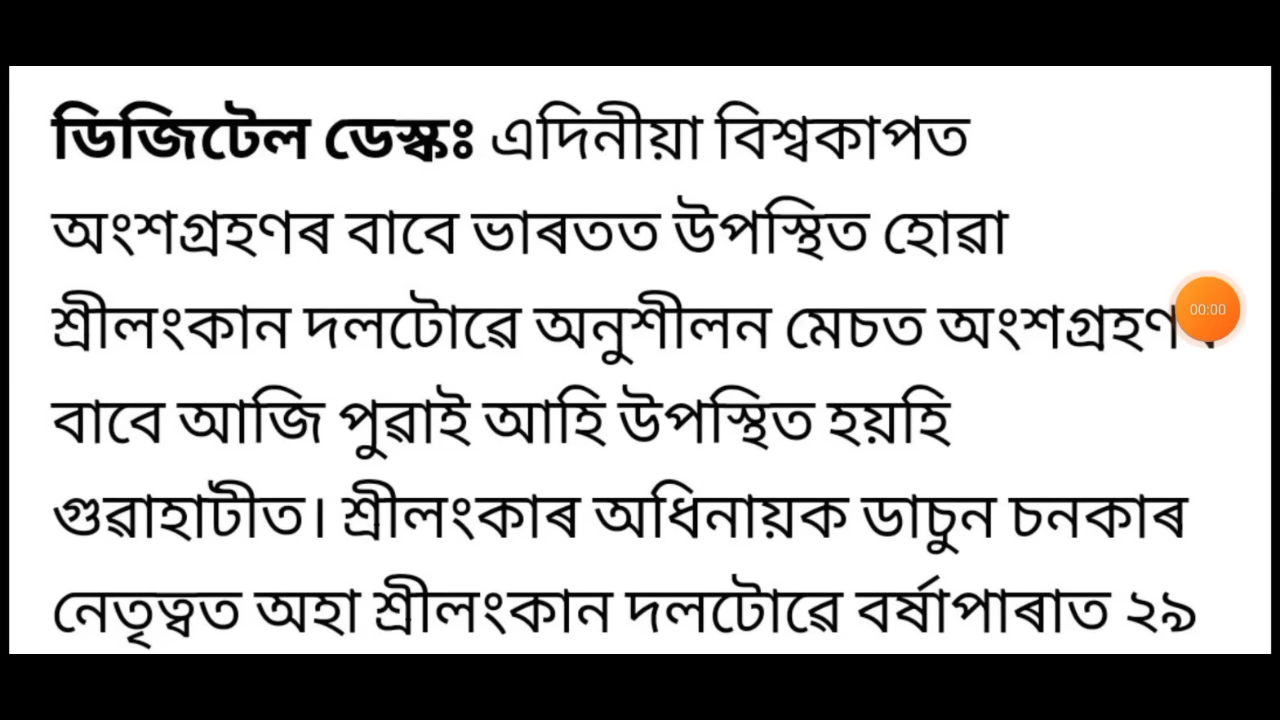 ডিজিটেল ডেস্কঃ এদিনীয়া বিশ্বকাপত
অংশগ্ৰহণৰ বাবে ভাৰতত উপস্থিত হোৱা
শ্ৰীলংকান দলটোৱে অনুশীলন মেচত অংশগ্ৰহণৰ
00:00
বাবে আজি পুৱাই আহি উপস্থিত হয়হি
গুৱাহাটীত। শ্ৰীলংকাৰ অধিনায়ক ডাচুন চনকাৰ
নেতৃত্বত অহা শ্ৰীলংকান দলটোৱে বৰ্ষাপাৰাত ২৯